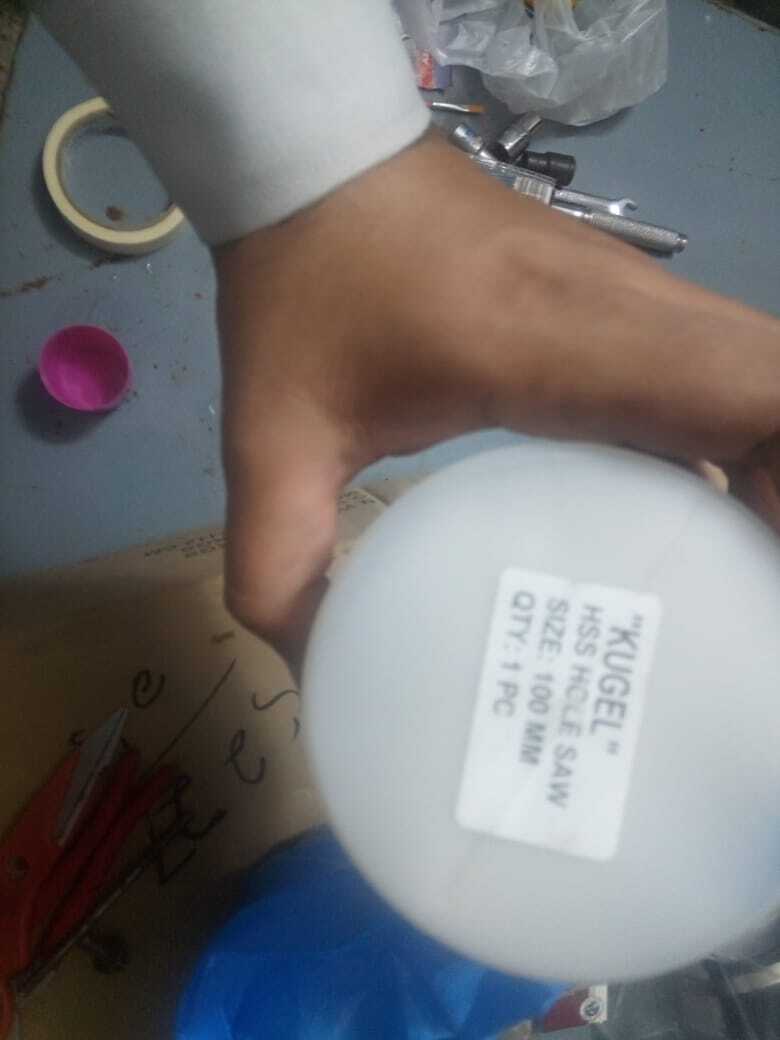 "KUGEL"
HSS HOLE SAW
SIZE: 100 MM
QTY: 1 PC